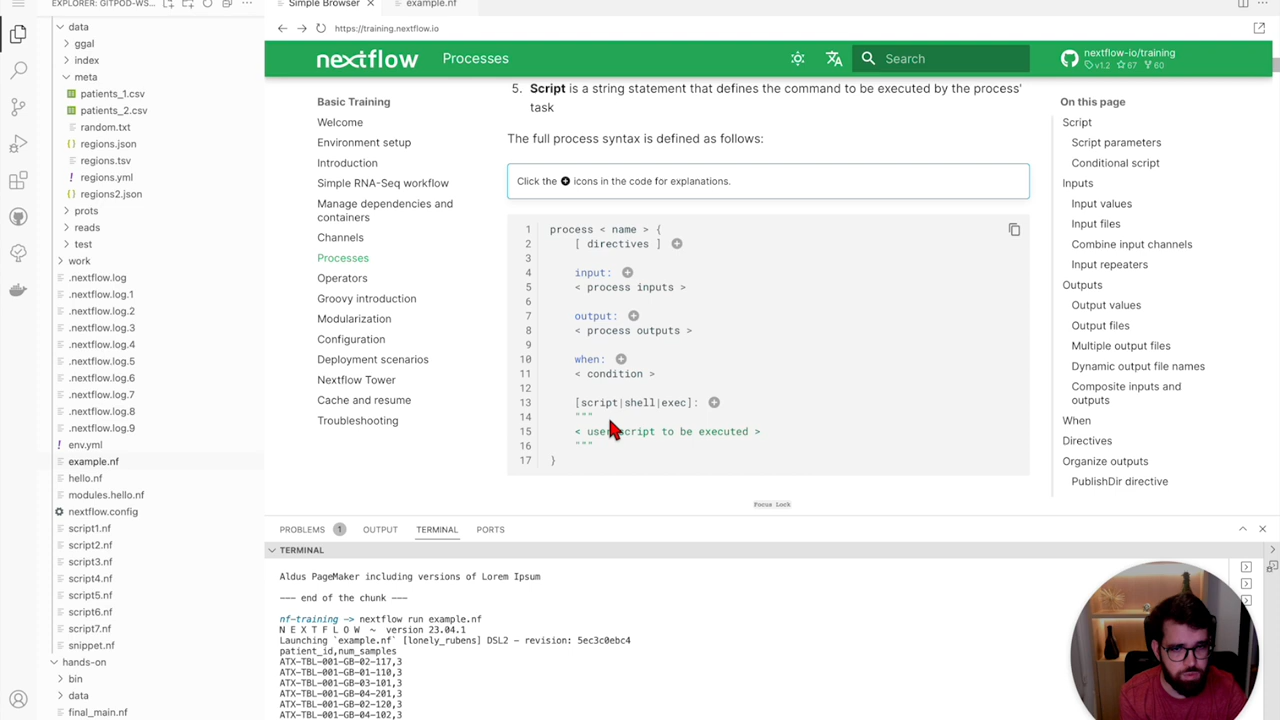 EXPLORER: GITPOD-WS...
Simple Browser
example.nf
https://training.nextflow.io
data
ggal
index
meta
patients_1.csv
patients_2.csv
random.txt
regions.json
regions.tsv
regions.yml
regions2.json
prots
reads
test
work
.nextflow.log
.nextflow.log.1
.nextflow.log.2
.nextflow.log.3
.nextflow.log.4
.nextflow.log.5
.nextflow.log.6
.nextflow.log.7
.nextflow.log.8
.nextflow.log.9
env.yml
example.nf
hello.nf
modules.hello.nf
nextflow.config
script1.nf
script2.nf
script3.nf
script4.nf
script5.nf
script6.nf
script7.nf
snippet.nf
hands-on
bin
data
final_main.nf
nextflow
Processes
Search
nextflow-io/training
v1.2 67 60
Basic Training
Welcome
Environment setup
Introduction
Simple RNA-Seq workflow
Manage dependencies and
containers
Channels
Processes
Operators
Groovy introduction
Modularization
Configuration
Deployment scenarios
Nextflow Tower
Cache and resume
Troubleshooting
5. Script is a string statement that defines the command to be executed by the process'
task
The full process syntax is defined as follows:
Click the icons in the code for explanations.
1 process < name > {
2 [ directives ]
3
4 input:
5 < process inputs >
6
7 output:
8 < process outputs >
9
10 when:
11 < condition >
12
13 [script|shell|exec]:
14 """
15 < user script to be executed >
16 """
17 }
Focus Lock
On this page
Script
Script parameters
Conditional script
Inputs
Input values
Input files
Combine input channels
Input repeaters
Outputs
Output values
Output files
Multiple output files
Dynamic output file names
Composite inputs and
outputs
When
Directives
Organize outputs
PublishDir directive
PROBLEMS 1 OUTPUT TERMINAL PORTS
TERMINAL
Aldus PageMaker including versions of Lorem Ipsum
--- end of the chunk ---
nf-training -> nextflow run example.nf
N E X T F L O W ~ version 23.04.1
Launching `example.nf` [lonely_rubens] DSL2 - revision: 5ec3c0ebc4
patient_id,num_samples
ATX-TBL-001-GB-02-117,3
ATX-TBL-001-GB-01-110,3
ATX-TBL-001-GB-03-101,3
ATX-TBL-001-GB-04-201,3
ATX-TBL-001-GB-02-120,3
ATX-TBL-001-GB-04-102,3